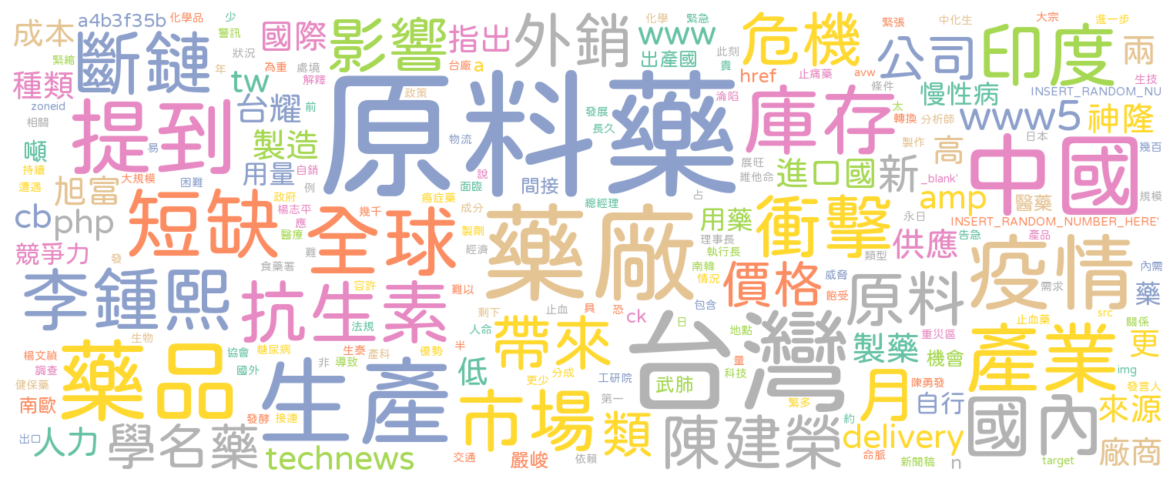 成本
a4b3f35b
化學品
少
警訊
緊縮
斷鏈
國際
狀況
tw
影響
指出
台廠
a
外銷
化學
緊急
www
出產國
此刻
貴
危機
href
止痛藥
avw
緊張
中化生
大宗
進一步
公司
淪陷
條件
太
轉換
分析師
印度
兩
生技
INSERT_RANDOM_NU
種類
zoneid
相關
噸
持續
遭遇
提到
台耀
年
為重
處境
解釋
前
製造
用量
自銷
例
政策
原料藥
發展
長久
物流
說
面臨
間接
庫存
慢性病
www5
神隆
日本
幾百
製作
高
展旺
維他命
占
進口國
新
_blank'
中國
規模
易
旭富
大規模
困難
政府
楊志平
應
醫療
難
幾千
癌症藥
成分
製劑
經濟
總經理
用藥
理事長
執行長
南韓
情況
衝擊
永日
類型
供應
amp
醫藥
INSERT_RANDOM_NUMBER_HERE'
告急
產品
cb
php
競爭力
發
短缺
食藥署
全球
藥廠
疫情
威脅
飽受
內需
需求
藥
李鍾熙
抗生素
容許
法規
難以
剩下
止血
員
恐
包含
價格
原料
src
止血藥
關係
生物
協會
糖尿病
國外
非
生泰
導致
產科
優勢
人命
半
更少
分成
帶來
ck
日
地點
量
科技
台灣
製藥
重災區
機會
產業
更
img
楊文禎
調查
健保藥
南歐
藥品
發酵
接連
生產
低
工研院
第一
武肺
繁多
約
月
陳勇發
自行
發言人
來源
出口
人力
學名藥
technews
交通
嚴峻
市場
類
依賴
陳建榮
delivery
命脈
新聞稿
n
國內
target
廠商